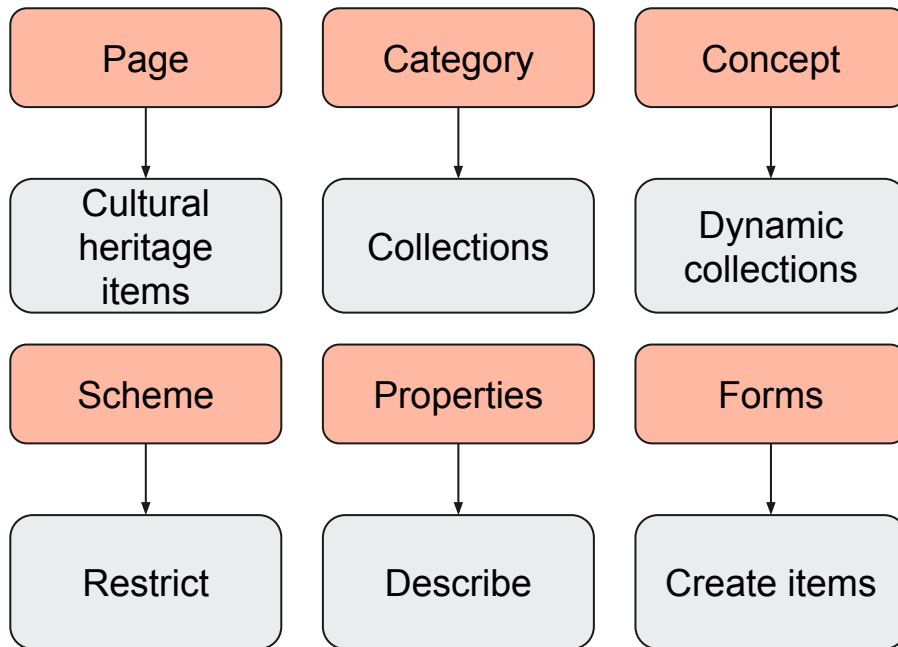 Page
Category
Concept
Cultural
heritage
items
Collections
Dynamic
collections
Scheme
Properties
Forms
Restrict
Describe
Create items